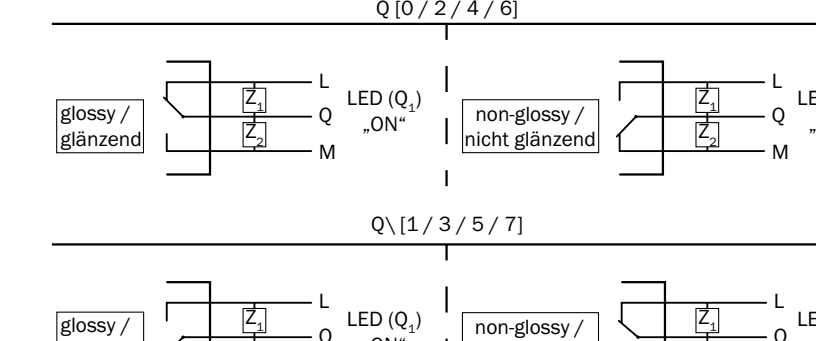 Q [0 / 2 / 4 / 6]
glossy /
glänzend
Z1
Z2
L
Q
M
LED (Q1)
„ON“
non-glossy /
nicht glänzend
Z1
Z2
L
Q
M
Q\ [1 / 3 / 5 / 7]
glossy /
Z1
L
LED (Q1)
non-glossy /
Z1
L